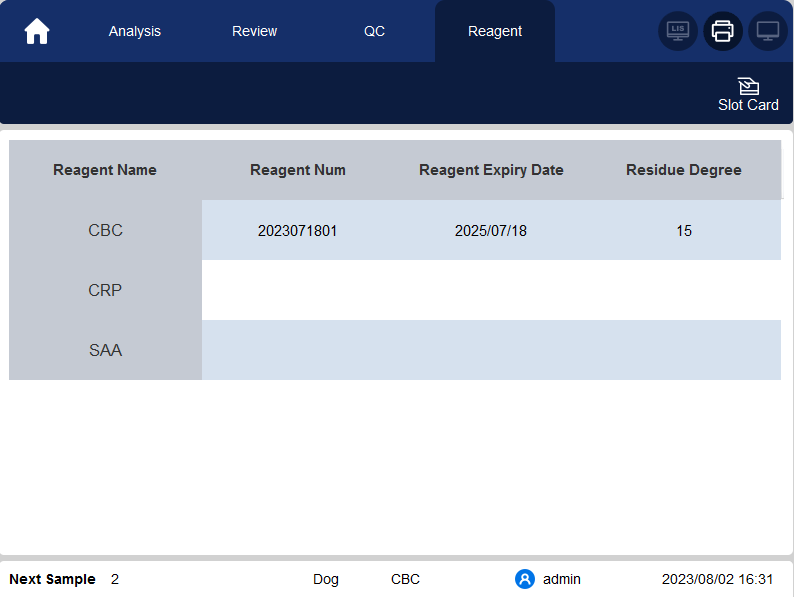 Analysis Review QC Reagent LIS
Slot Card
Reagent Name Reagent Num Reagent Expiry Date Residue Degree
CBC 2023071801 2025/07/18 15
CRP
SAA
Next Sample 2 Dog CBC admin 2023/08/02 16:31